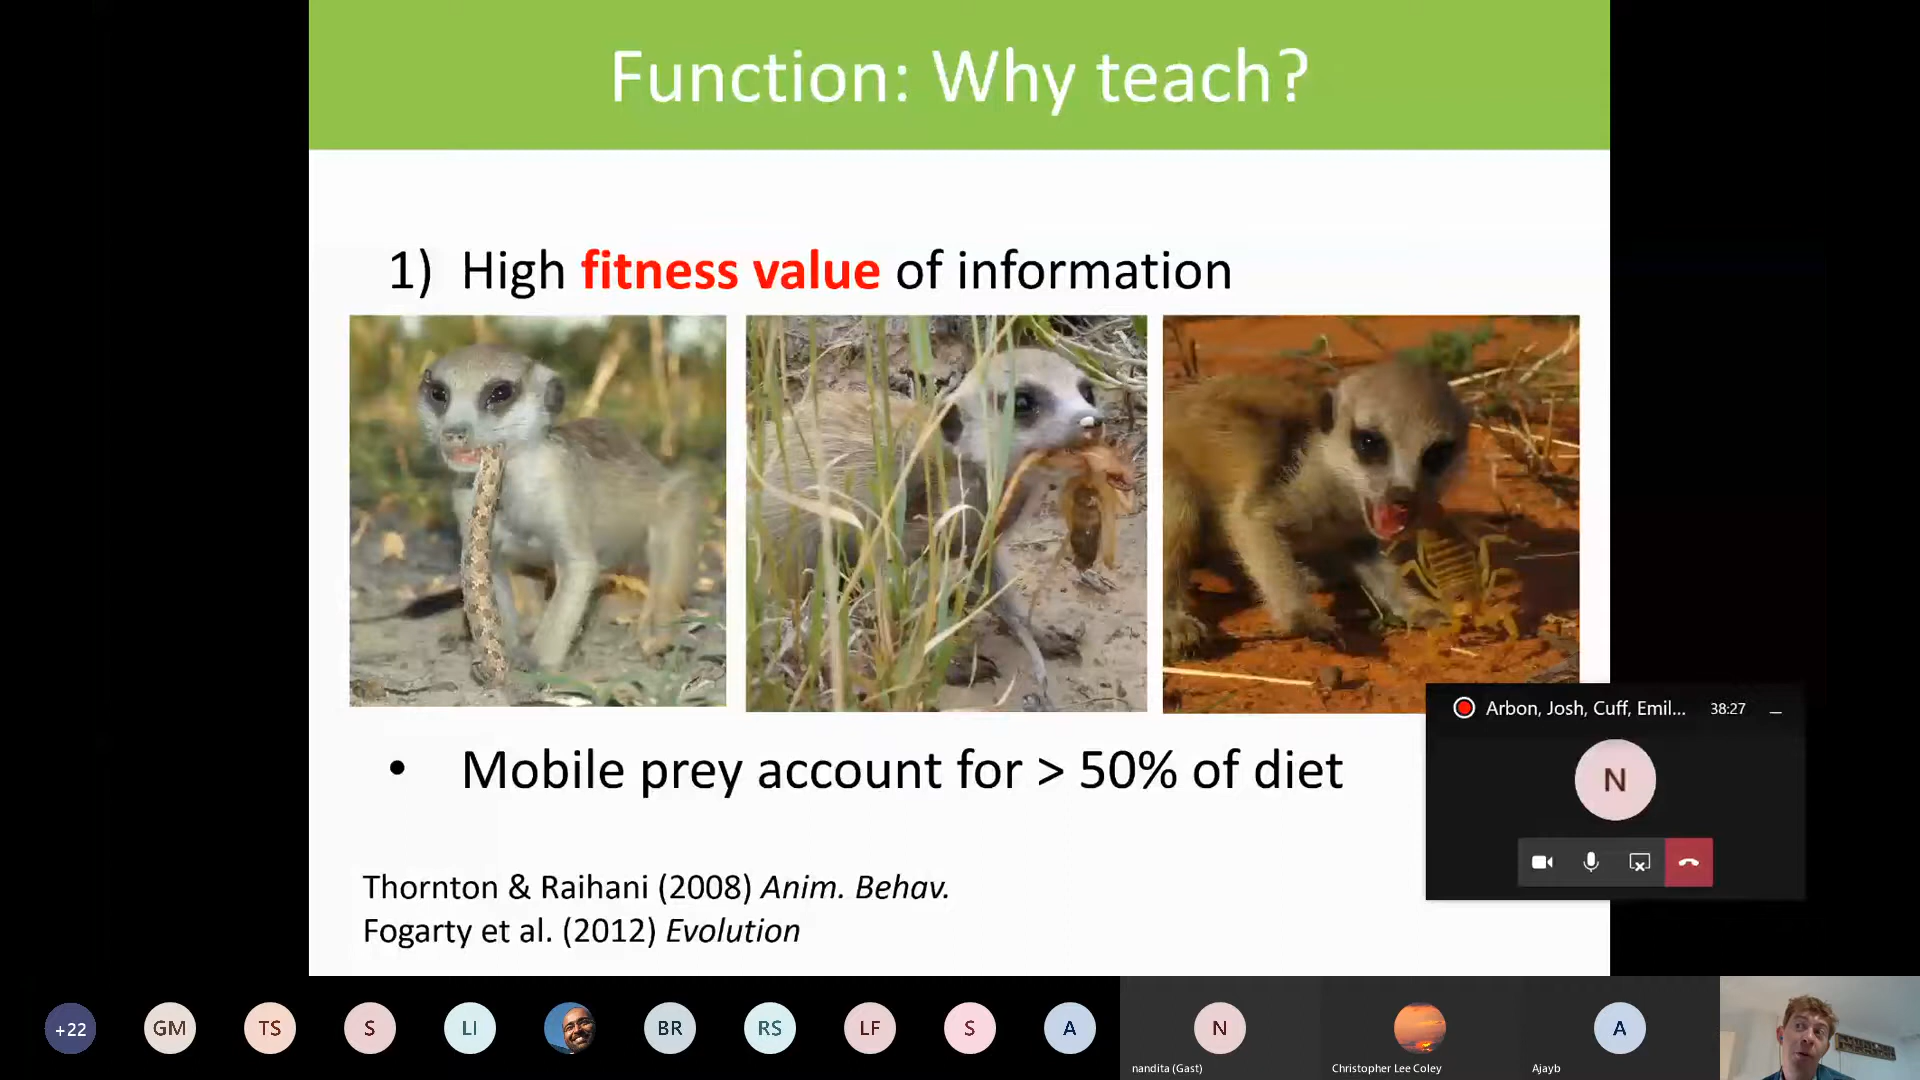 Function: Why teach?
1) High fitness value of information
• Mobile prey account for > 50% of diet
Thornton & Raihani (2008) Anim. Behav.
Fogarty et al. (2012) Evolution
Arbon, Josh, Cuff, Emil... 38:27
N
+22 GM TS S LI BR RS LF S A N A
nandita (Gast) Christopher Lee Coley Ajayb